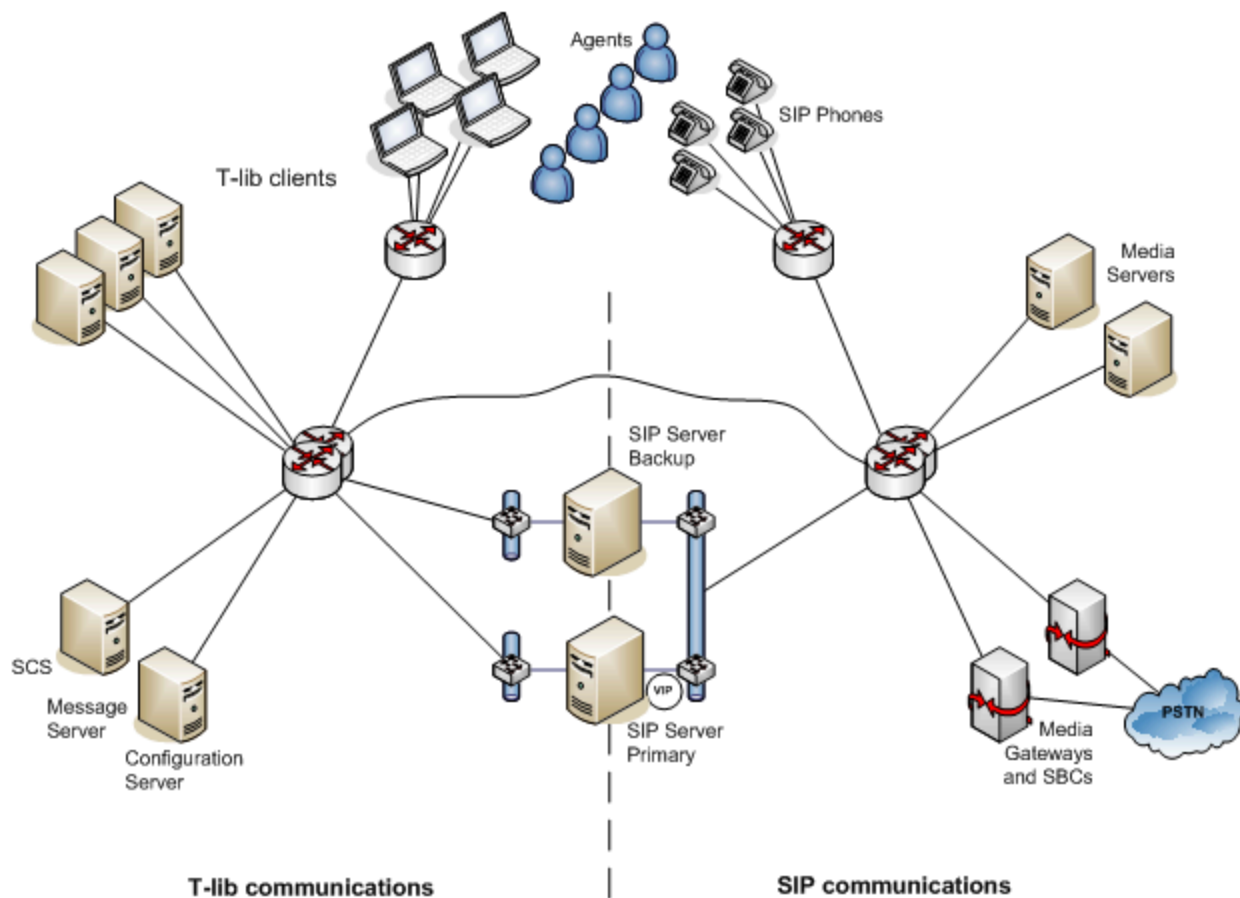 Agents
SIP Phones
T-lib clients
Media
Servers
SIP Server
Backup
SCS
Message
Server
Configuration
Server
VIP
SIP Server
Primary
PSTN
Media
Gateways
and SBCs
T-lib communications
SIP communications